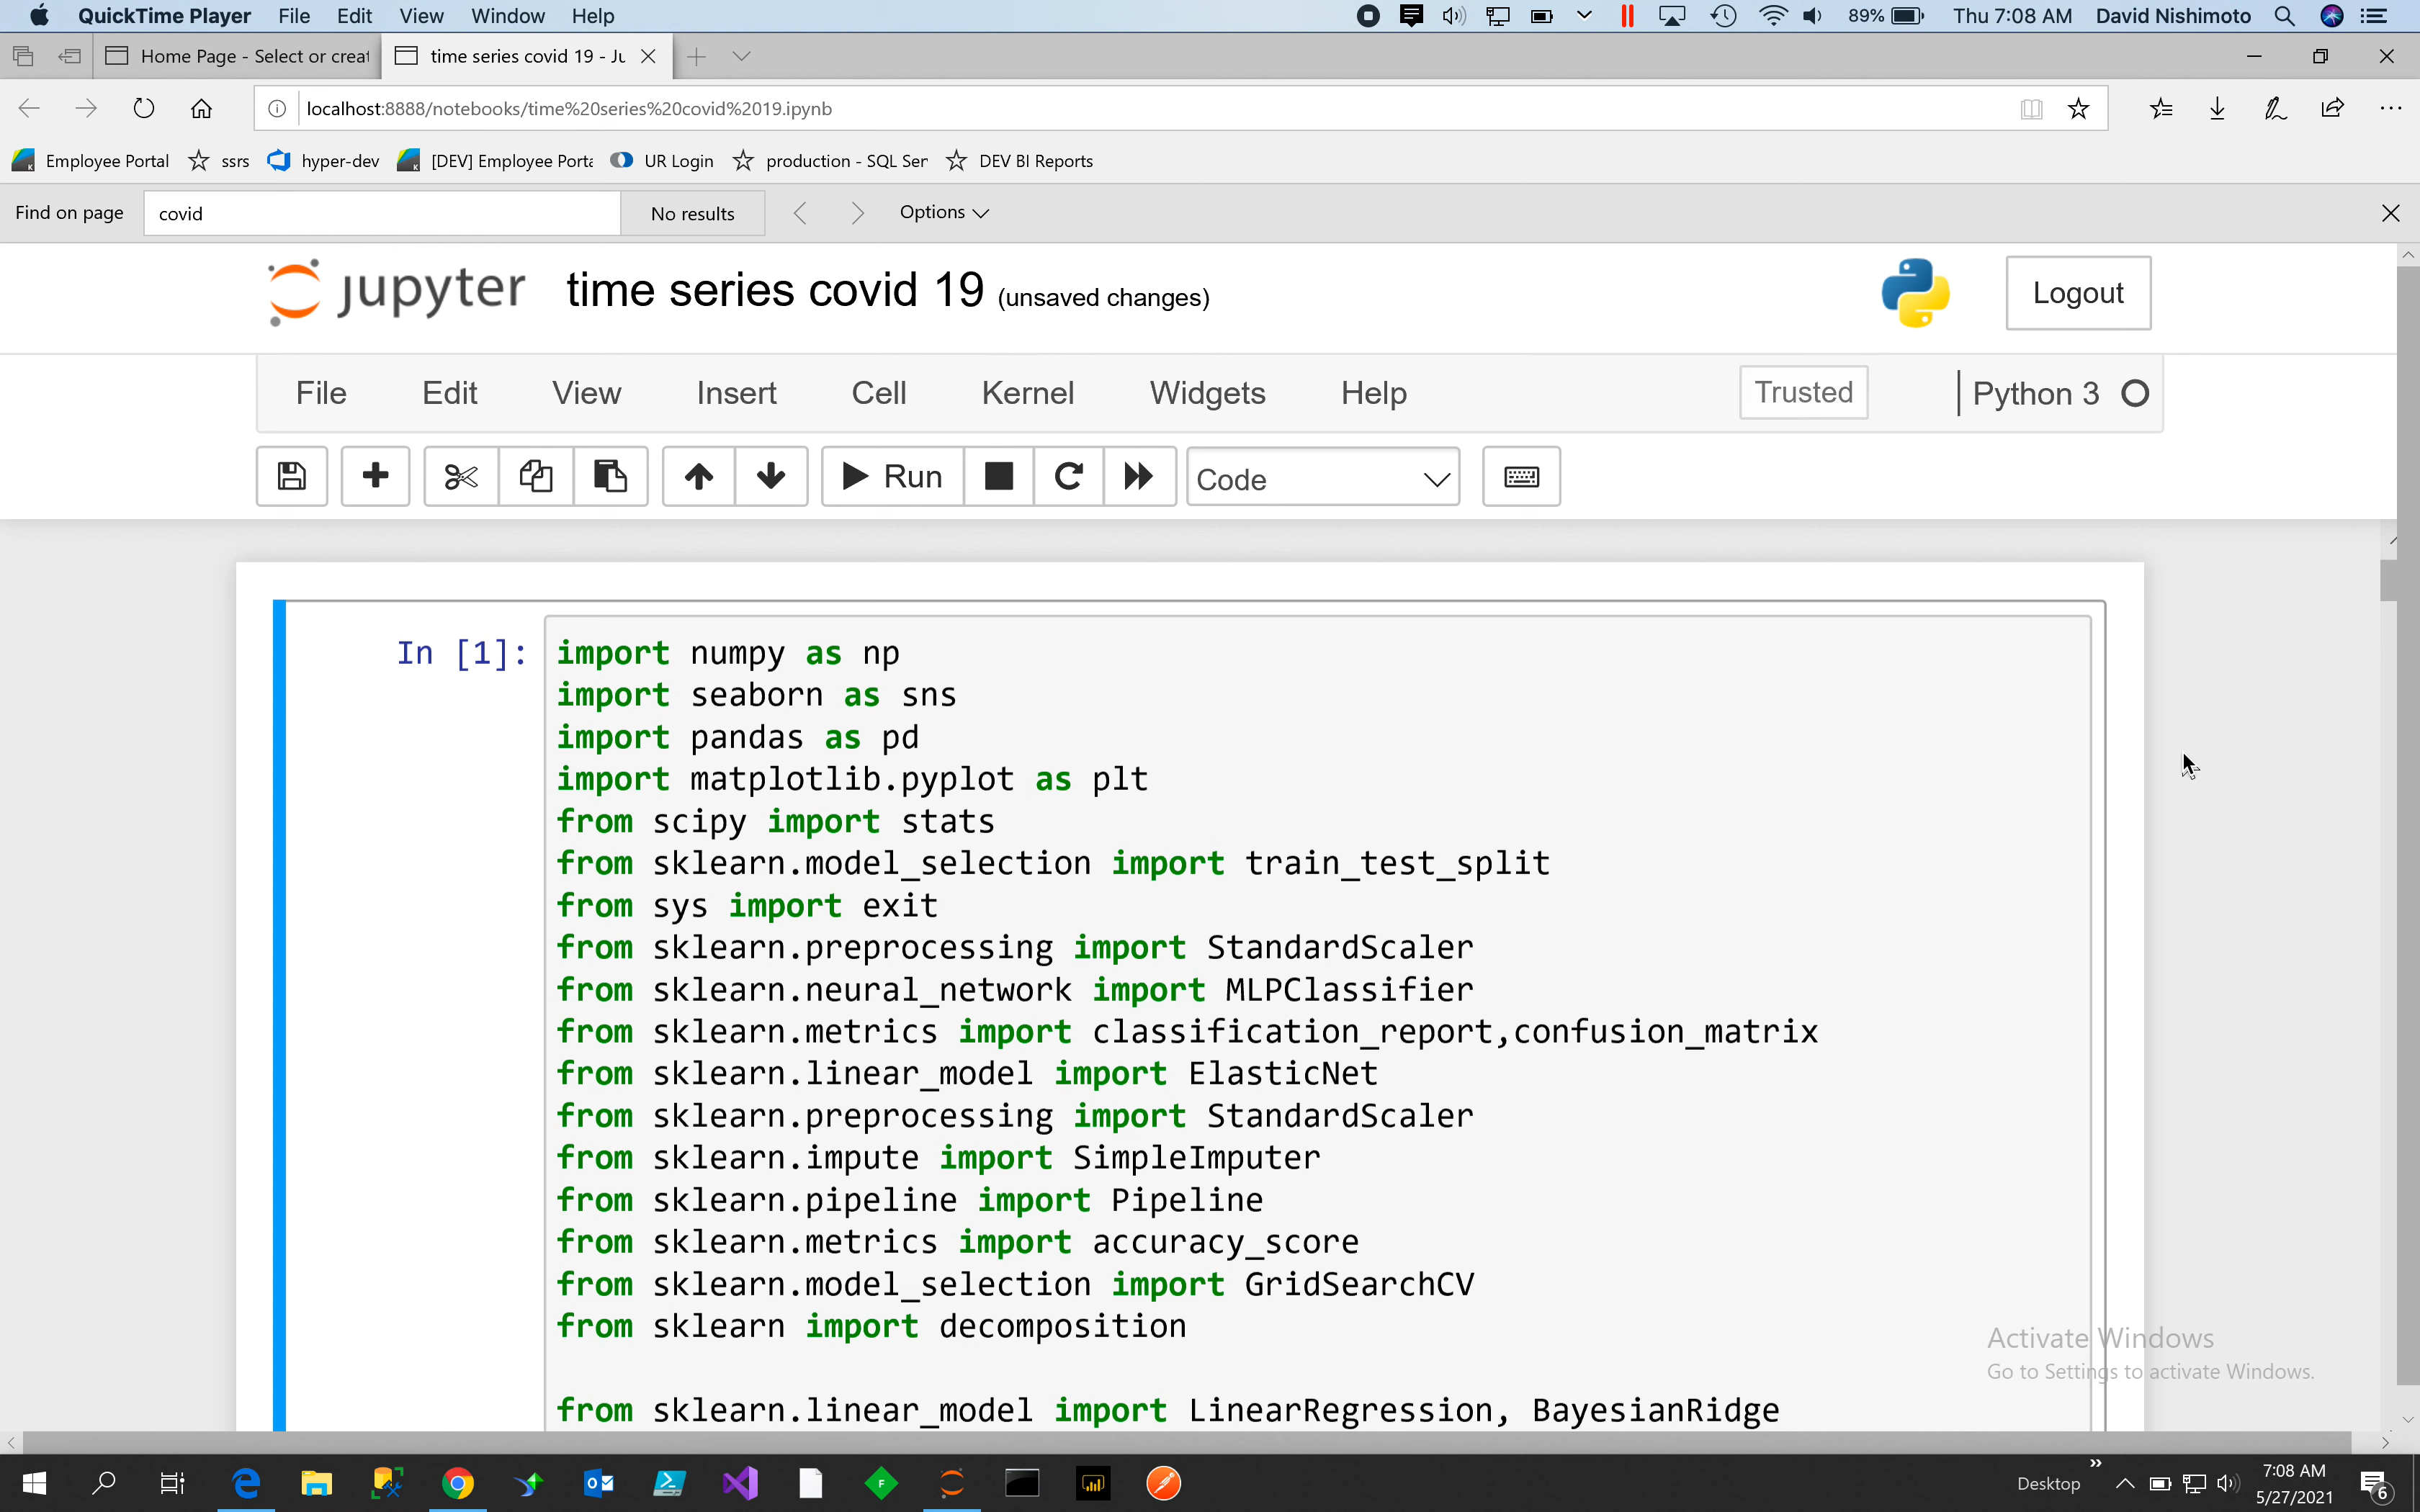 QuickTime Player File Edit View Window Help 89% Thu 7:08 AM David Nishimoto
Home Page - Select or creat time series covid 19 - Ju
localhost:8888/notebooks/time%20series%20covid%2019.ipynb
Employee Portal ssrs hyper-dev [DEV] Employee Porta UR Login production - SQL Ser DEV BI Reports
Find on page covid No results Options
jupyter time series covid 19 (unsaved changes) Logout
File Edit View Insert Cell Kernel Widgets Help Trusted Python 3
Run Code
In [1]: import numpy as np
import seaborn as sns
import pandas as pd
import matplotlib.pyplot as plt
from scipy import stats
from sklearn.model_selection import train_test_split
from sys import exit
from sklearn.preprocessing import StandardScaler
from sklearn.neural_network import MLPClassifier
from sklearn.metrics import classification_report,confusion_matrix
from sklearn.linear_model import ElasticNet
from sklearn.preprocessing import StandardScaler
from sklearn.impute import SimpleImputer
from sklearn.pipeline import Pipeline
from sklearn.metrics import accuracy_score
from sklearn.model_selection import GridSearchCV
from sklearn import decomposition
from sklearn.linear_model import LinearRegression, BayesianRidge
Activate Windows
Go to Settings to activate Windows.
Desktop
7:08 AM
5/27/2021
6